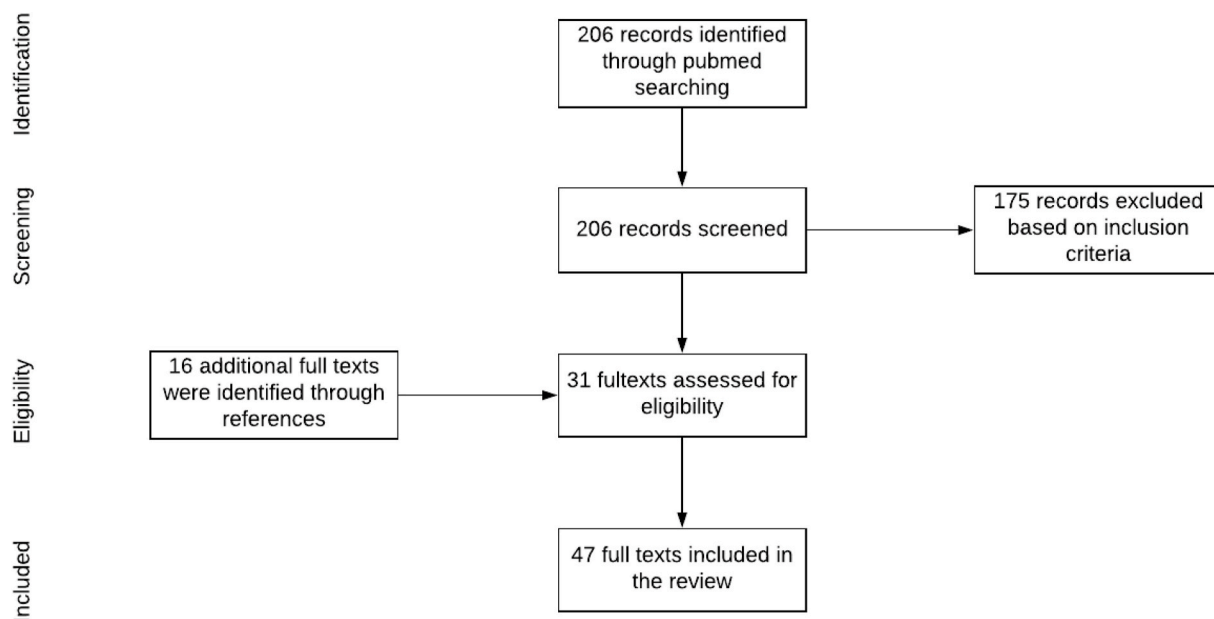 Identification
206 records identified
through pubmed
searching
Screening
206 records screened
175 records excluded
based on inclusion
criteria
Eligibility
16 additional full texts
were identified through
references
31 fultexts assessed for
eligibility
Included
47 full texts included in
the review